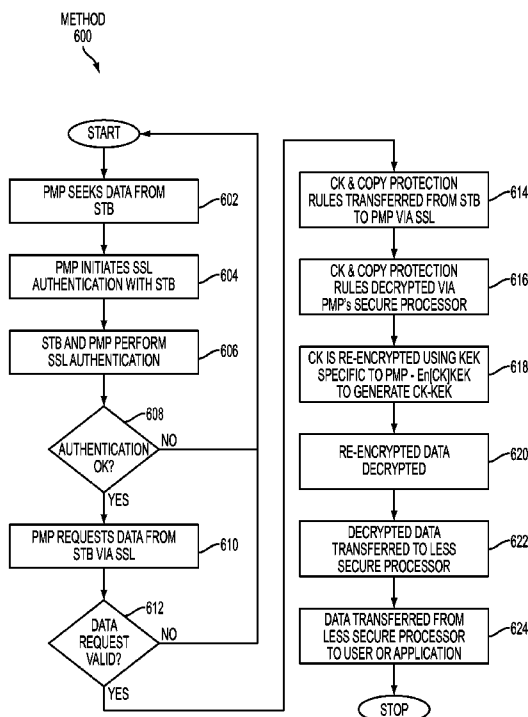 METHOD
600
START
PMP SEEKS DATA FROM
STB
602
PMP INITIATES SSL
AUTHENTICATION WITH STB
604
STB AND PMP PERFORM
SSL AUTHENTICATION
606
608
AUTHENTICATION
OK?
NO
YES
PMP REQUESTS DATA FROM
STB VIA SSL
610
612
DATA
REQUEST
VALID?
NO
YES
CK & COPY PROTECTION
RULES TRANSFERRED FROM STB
TO PMP VIA SSL
614
CK & COPY PROTECTION
RULES DECRYPTED VIA
PMP's SECURE PROCESSOR
616
CK IS RE-ENCRYPTED USING KEK
SPECIFIC TO PMP - En[CK]KEK
TO GENERATE CK-KEK
618
RE-ENCRYPTED DATA
DECRYPTED
620
DECRYPTED DATA
TRANSFERRED TO LESS
SECURE PROCESSOR
622
DATA TRANSFERRED FROM
LESS SECURE PROCESSOR
TO USER OR APPLICATION
624
STOP